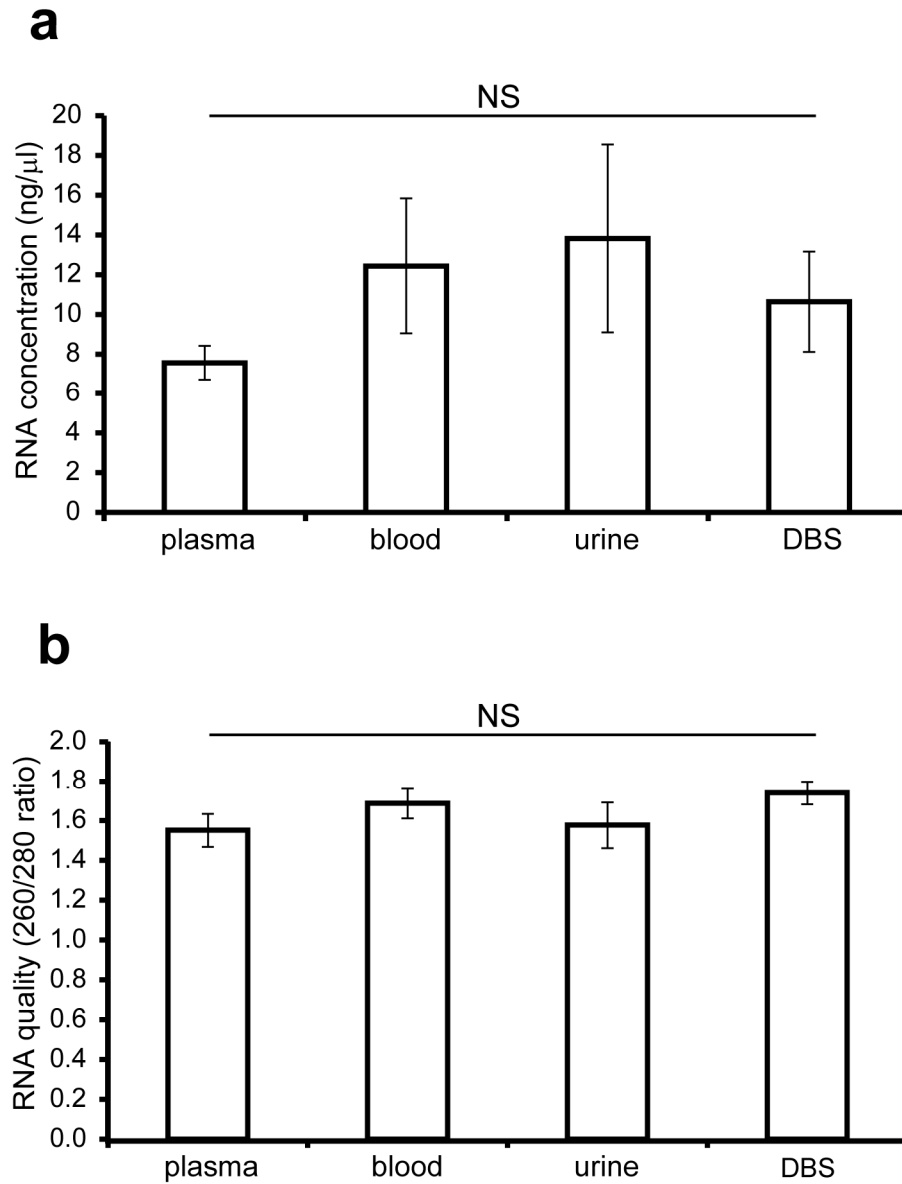 a
NS
RNA concentration (ng/µl)
20
18
16
14
12
10
8
6
4
2
0
plasma blood urine DBS
b
NS
RNA quality (260/280 ratio)
2.0
1.8
1.6
1.4
1.2
1.0
0.8
0.6
0.4
0.2
0.0
plasma blood urine DBS